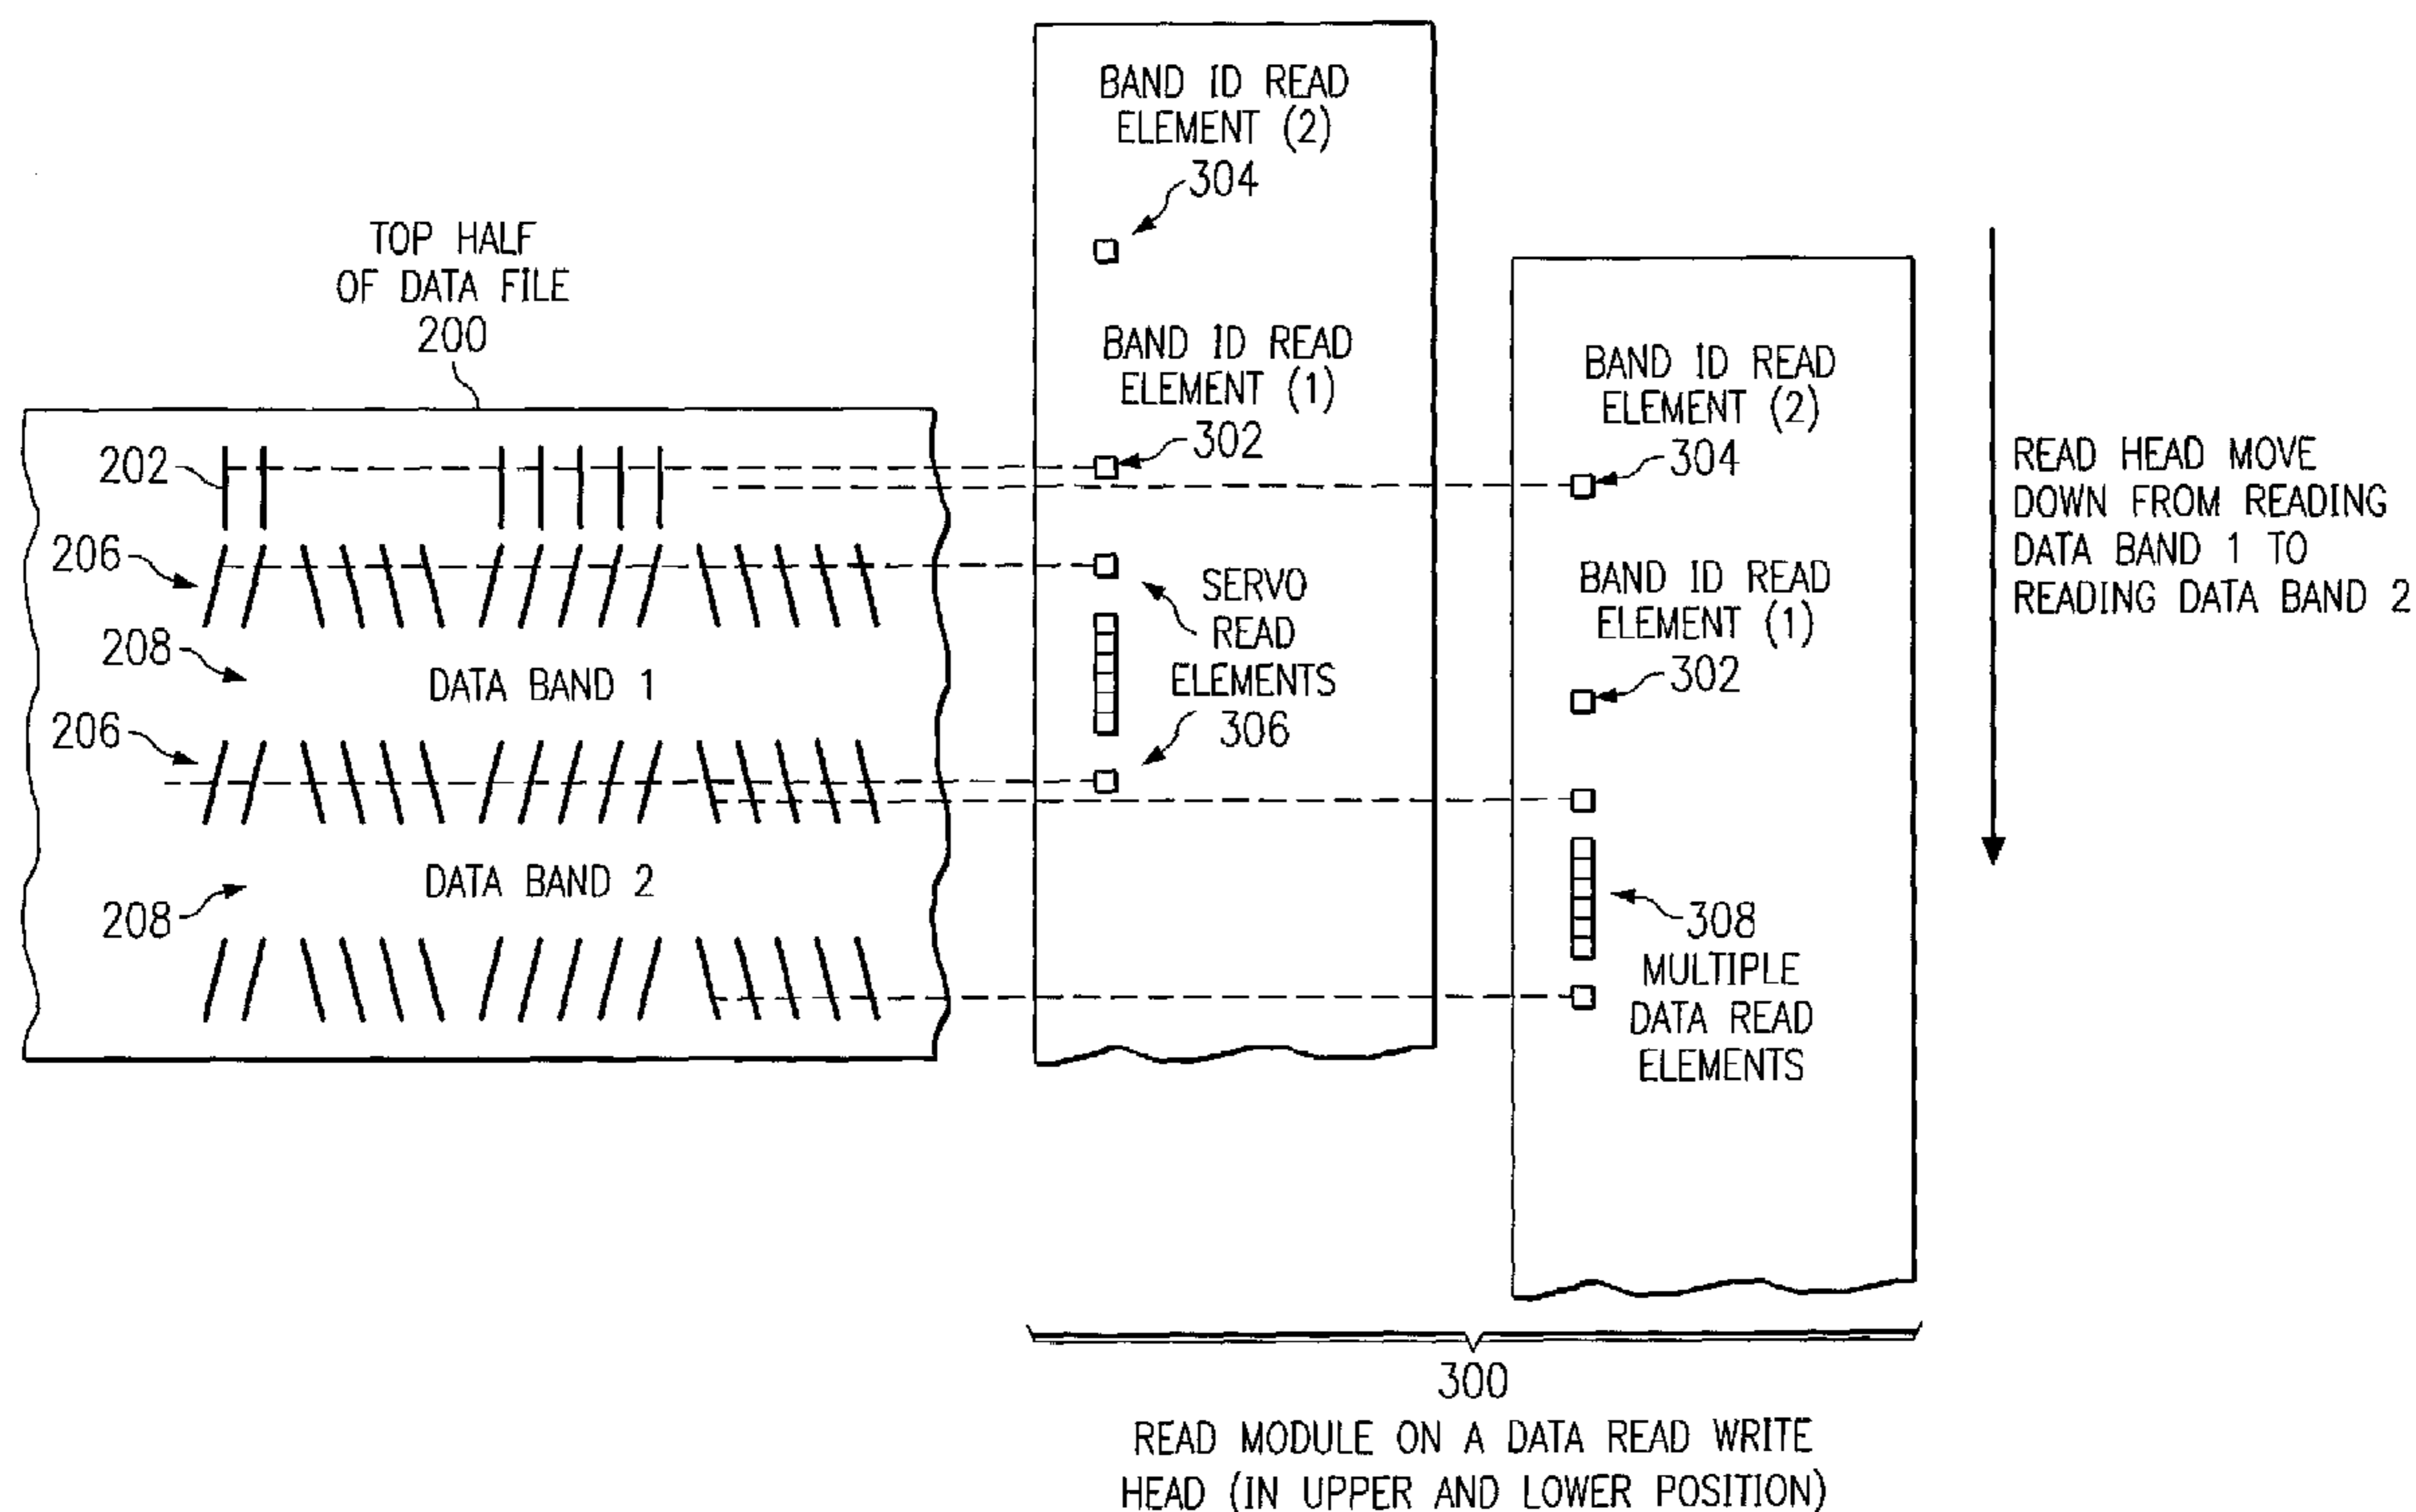 TOP HALF
OF DATA FILE
200
202
206
208
DATA BAND 1
206
DATA BAND 2
208
BAND ID READ
ELEMENT (2)
304
BAND ID READ
ELEMENT (1)
302
SERVO
READ
ELEMENTS
306
BAND ID READ
ELEMENT (2)
304
BAND ID READ
ELEMENT (1)
302
308
MULTIPLE
DATA READ
ELEMENTS
READ HEAD MOVE
DOWN FROM READING
DATA BAND 1 TO
READING DATA BAND 2
300
READ MODULE ON A DATA READ WRITE
HEAD (IN UPPER AND LOWER POSITION)